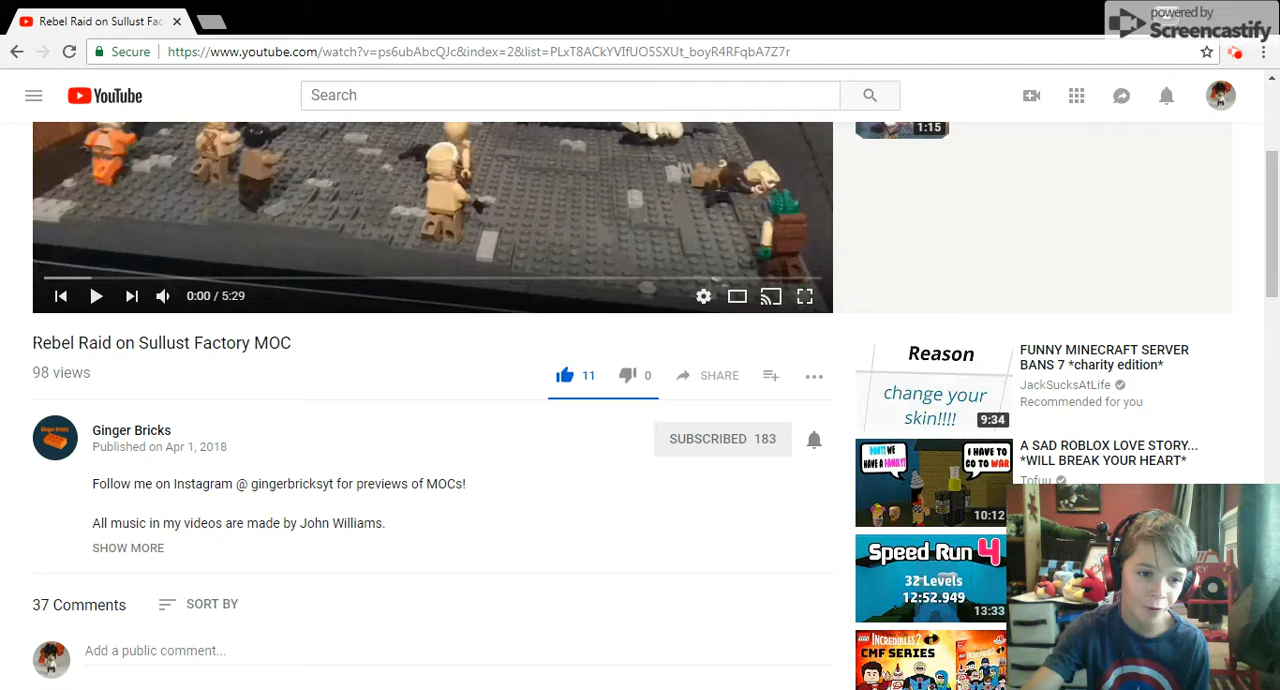 Rebel Raid on Sullust Fac
powered by
Screencastify
Secure
https://www.youtube.com/watch?v=ps6ubAbcQJc&index=2&list=PLxT8ACkYVIfUO5SXUt_boyR4RFqbA7Z7r
YouTube
Search
1:15
0:00 / 5:29
Rebel Raid on Sullust Factory MOC
98 views
11
0
SHARE
Ginger Bricks
Published on Apr 1, 2018
SUBSCRIBED 183
Follow me on Instagram @ gingerbricksyt for previews of MOCs!
All music in my videos are made by John Williams.
SHOW MORE
37 Comments
SORT BY
Add a public comment...
Reason
change your
skin!!!!
9:34
FUNNY MINECRAFT SERVER
BANS 7 *charity edition*
JackSucksAtLife
Recommended for you
I HAVE TO
GO TO WAR
10:12
A SAD ROBLOX LOVE STORY...
*WILL BREAK YOUR HEART*
Tofuu
Speed Run 4
32 Levels
12:52.949
13:33
INCREDIBLES 2
CMF SERIES